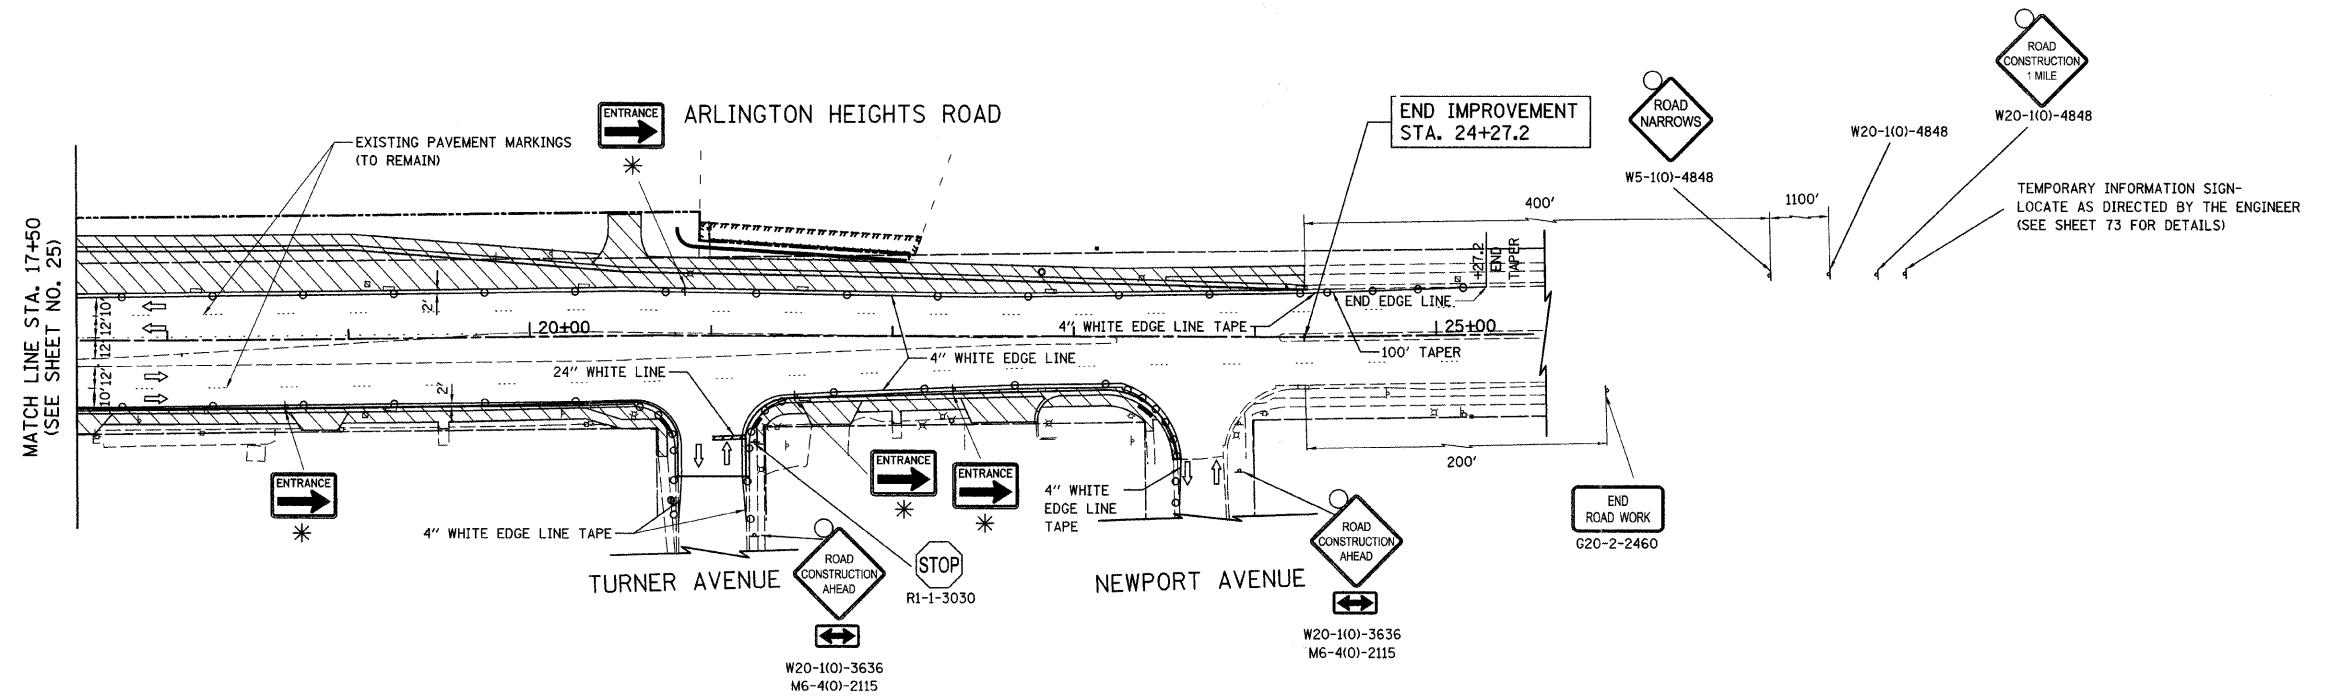 ROAD
CONSTRUCTION
1 MILE
W20-1(O)-4848
ROAD
NARROWS
W5-1(O)-4848
W20-1(O)-4848
END IMPROVEMENT
STA. 24+27.2
ENTRANCE
ARLINGTON HEIGHTS ROAD
EXISTING PAVEMENT MARKINGS
(TO REMAIN)
TEMPORARY INFORMATION SIGN-
LOCATE AS DIRECTED BY THE ENGINEER
(SEE SHEET 73 FOR DETAILS)
400'
1100'
MATCH LINE STA. 17+50
(SEE SHEET NO. 25)
+27.2
END
TAPER
END EDGE LINE
10'
12'
12'
12'
10'
2'
20+00
4" WHITE EDGE LINE TAPE
25+00
100' TAPER
4" WHITE EDGE LINE
24" WHITE LINE
2'
200'
ENTRANCE
ENTRANCE
ENTRANCE
4" WHITE EDGE LINE TAPE
4" WHITE
EDGE LINE
TAPE
END
ROAD WORK
G20-2-2460
TURNER AVENUE
ROAD
CONSTRUCTION
AHEAD
STOP
R1-1-3030
W20-1(O)-3636
M6-4(O)-2115
NEWPORT AVENUE
ROAD
CONSTRUCTION
AHEAD
W20-1(O)-3636
M6-4(O)-2115